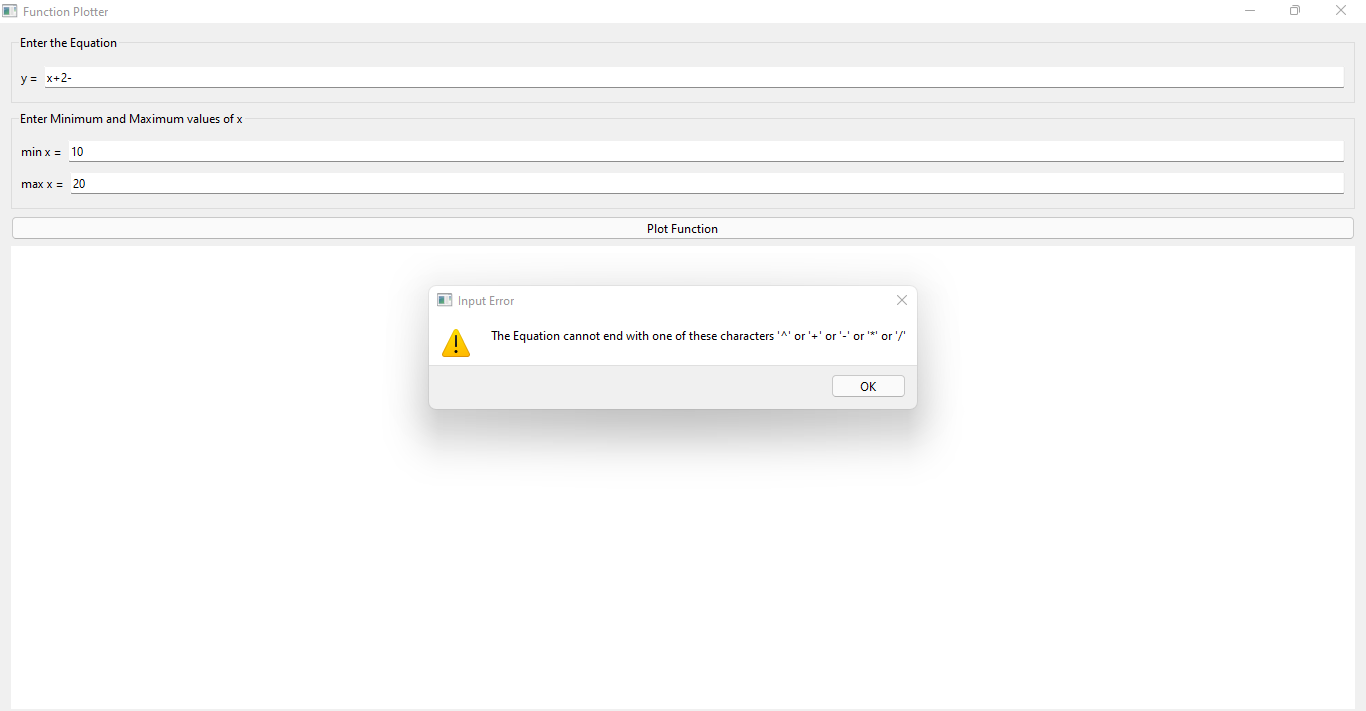 Function Plotter
Enter the Equation
y = x+2-
Enter Minimum and Maximum values of x
min x = 10
max x = 20
Plot Function
Input Error
The Equation cannot end with one of these characters '^' or '+' or '-' or '*' or '/'
OK